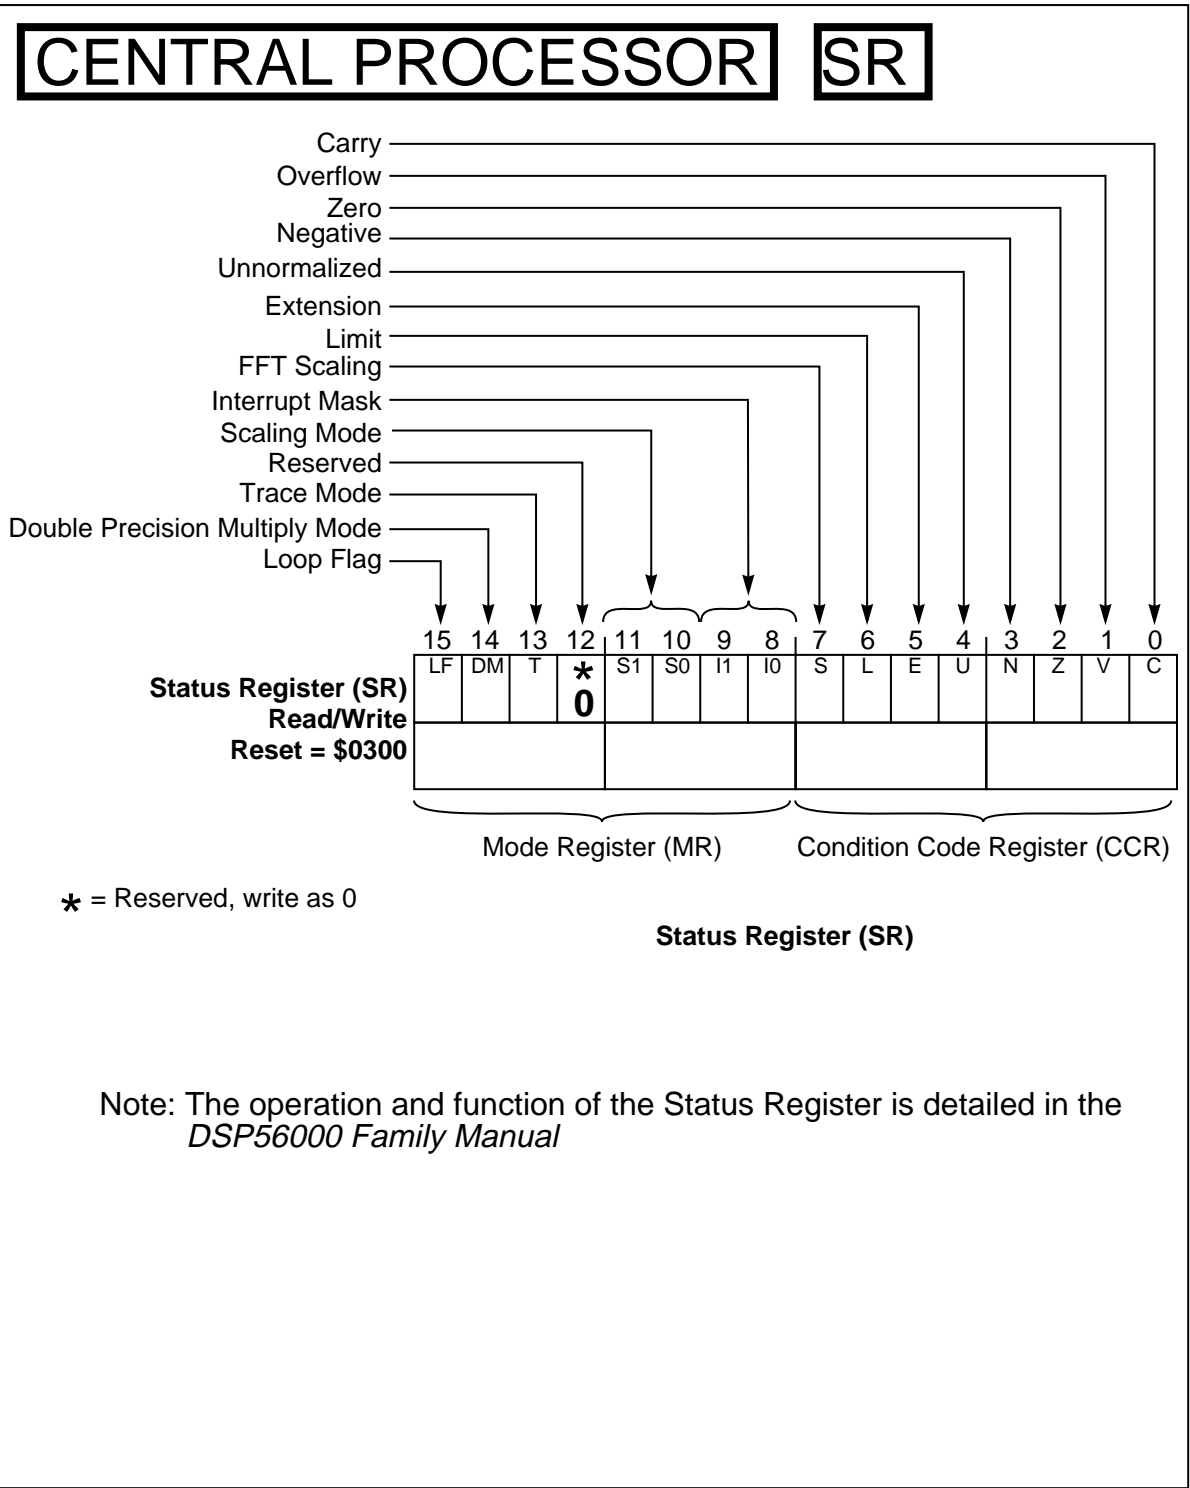 CENTRAL PROCESSOR SR
Carry
Overflow
Zero
Negative
Unnormalized
Extension
Limit
FFT Scaling
Interrupt Mask
Scaling Mode
Reserved
Trace Mode
Double Precision Multiply Mode
Loop Flag
15 14 13 12 11 10 9 8 7 6 5 4 3 2 1 0
LF DM T * S1 S0 I1 I0 S L E U N Z V C
0
Status Register (SR)
Read/Write
Reset = $0300
Mode Register (MR) Condition Code Register (CCR)
* = Reserved, write as 0
Status Register (SR)
Note: The operation and function of the Status Register is detailed in the
DSP56000 Family Manual